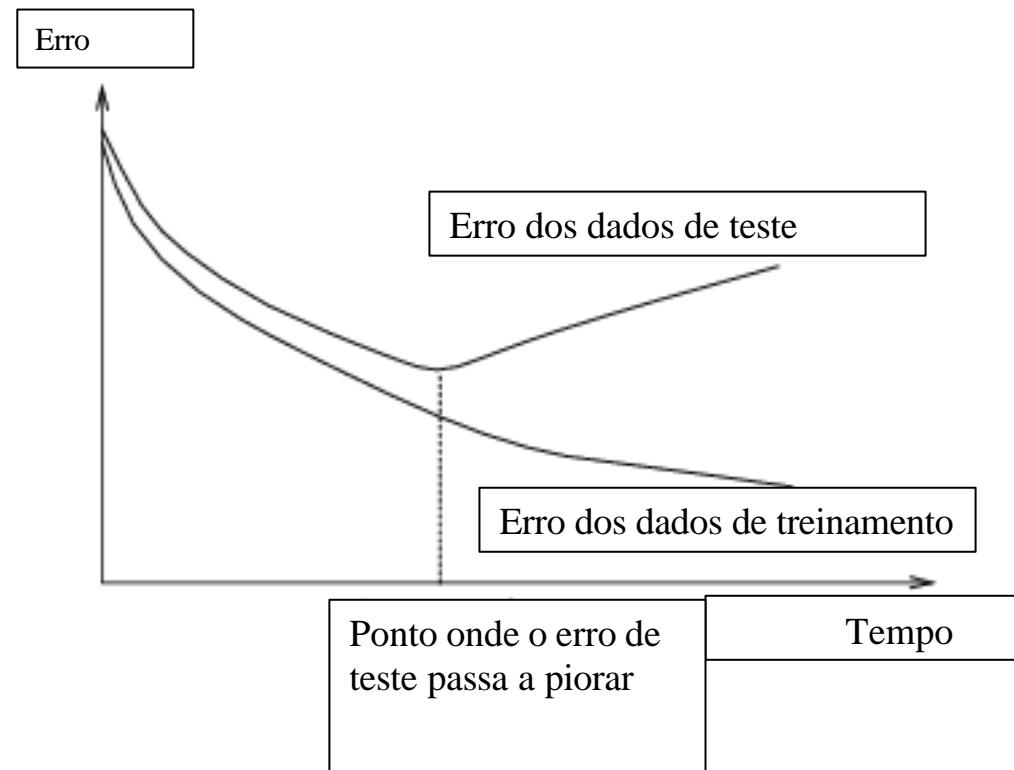 Erro
Erro dos dados de teste
Erro dos dados de treinamento
Ponto onde o erro de
teste passa a piorar
Tempo